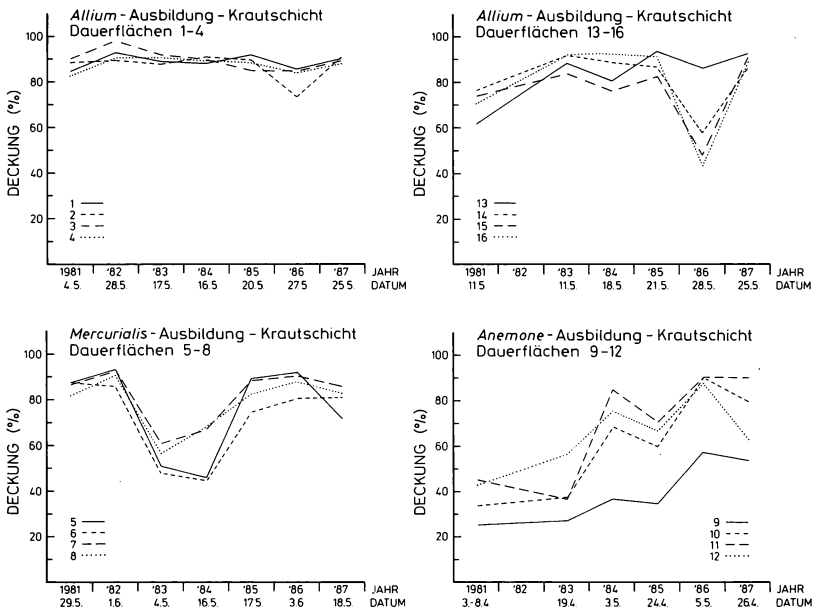 Allium - Ausbildung - Krautschicht
Dauerflächen 1-4
DECKUNG (%)
100
80
60
40
20
1
2
3
4
1981 '82 '83 '84 '85 '86 '87 JAHR
4.5. 28.5. 17.5. 16.5. 20.5. 27.5. 25.5. DATUM
Allium - Ausbildung - Krautschicht
Dauerflächen 13-16
DECKUNG (%)
100
80
60
40
20
13
14
15
16
1981 '82 '83 '84 '85 '86 '87 JAHR
11.5 11.5. 18.5. 21.5. 28.5. 25.5. DATUM
Mercurialis - Ausbildung - Krautschicht
Dauerflächen 5-8
DECKUNG (%)
100
80
60
40
20
5
6
7
8
1981 '82 '83 '84 '85 '86 '87 JAHR
29.5. 1.6. 4.5. 16.5. 17.5. 3.6 18.5. DATUM
Anemone - Ausbildung - Krautschicht
Dauerflächen 9-12
DECKUNG (%)
100
80
60
40
20
9
10
11
12
1981 '82 '83 '84 '85 '86 '87 JAHR
3.-8.4 19.4. 3.5. 24.4. 5.5. 26.4. DATUM